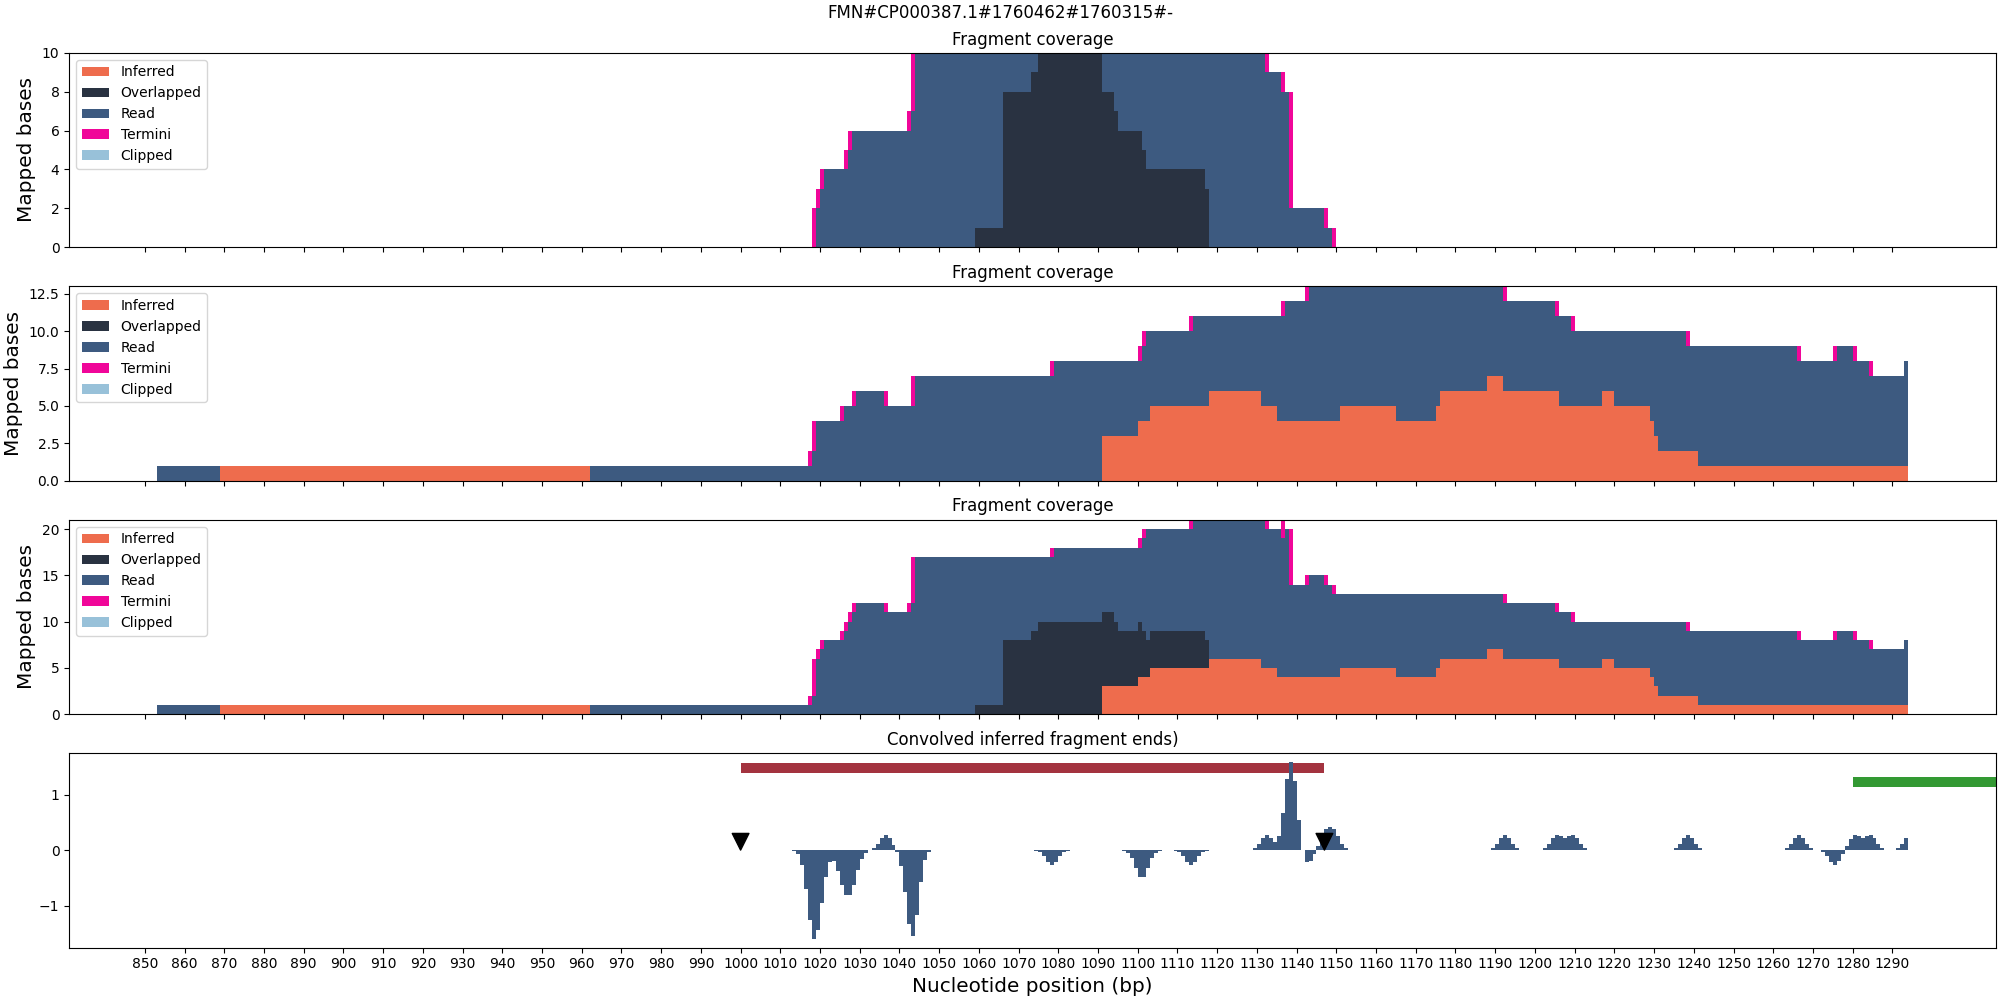 FMN#CP000387.1#1760462#1760315#-
Fragment coverage
Mapped bases
10
8
6
4
2
0
Inferred
Overlapped
Read
Termini
Clipped
Fragment coverage
Mapped bases
12.5
10.0
7.5
5.0
2.5
0.0
Inferred
Overlapped
Read
Termini
Clipped
Fragment coverage
Mapped bases
20
15
10
5
0
Inferred
Overlapped
Read
Termini
Clipped
Convolved inferred fragment ends)
1
0
−1
850 860 870 880 890 900 910 920 930 940 950 960 970 980 990 1000 1010 1020 1030 1040 1050 1060 1070 1080 1090 1100 1110 1120 1130 1140 1150 1160 1170 1180 1190 1200 1210 1220 1230 1240 1250 1260 1270 1280 1290
Nucleotide position (bp)